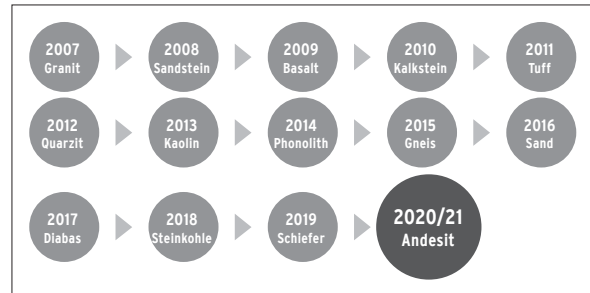 2007
Granit
2008
Sandstein
2009
Basalt
2010
Kalkstein
2011
Tuff
2012
Quarzit
2013
Kaolin
2014
Phonolith
2015
Gneis
2016
Sand
2017
Diabas
2018
Steinkohle
2019
Schiefer
2020/21
Andesit